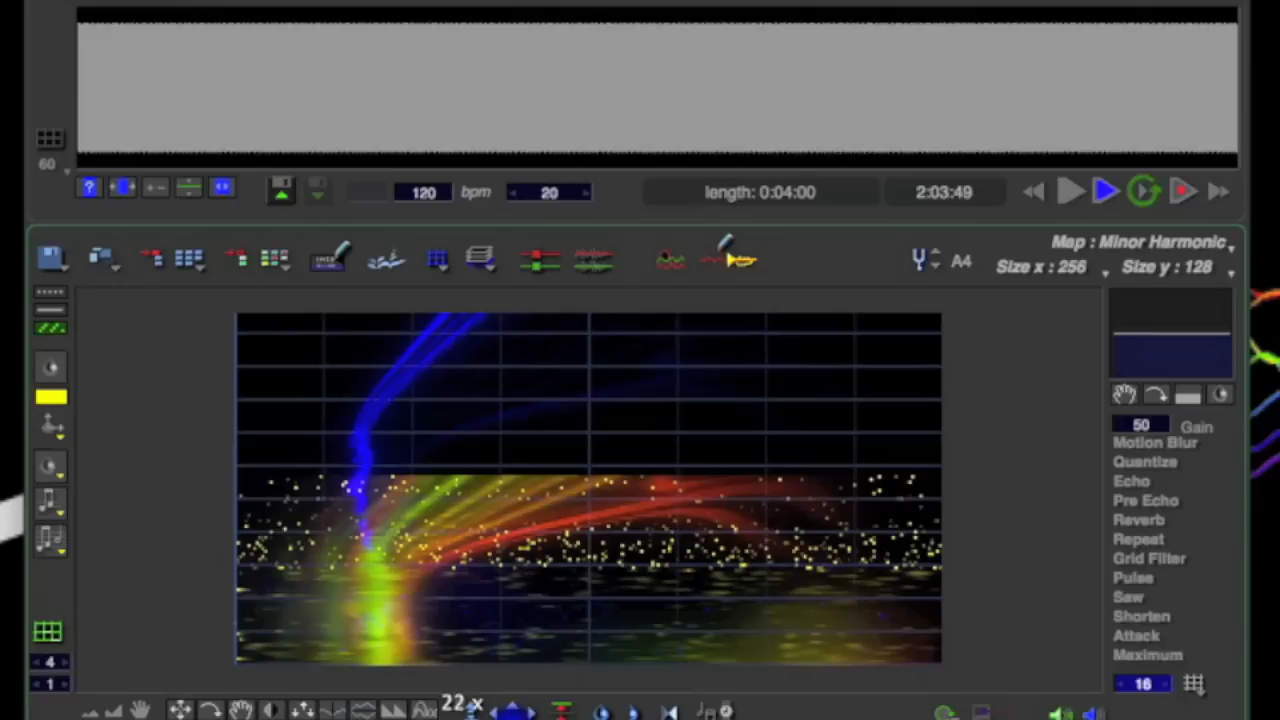 60
?
120 bpm 20 length: 0:04:00 2:03:49
Map : Minor Harmonic
A4 Size x : 256 Size y : 128
50 Gain
Motion Blur
Quantize
Echo
Pre Echo
Reverb
Repeat
Grid Filter
Pulse
Saw
Shorten
Attack
Maximum
4
1
16
22 x